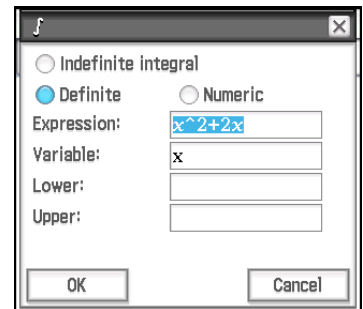 ∫
Indefinite integral
Definite Numeric
Expression: x^2+2x
Variable: x
Lower:
Upper:
OK Cancel